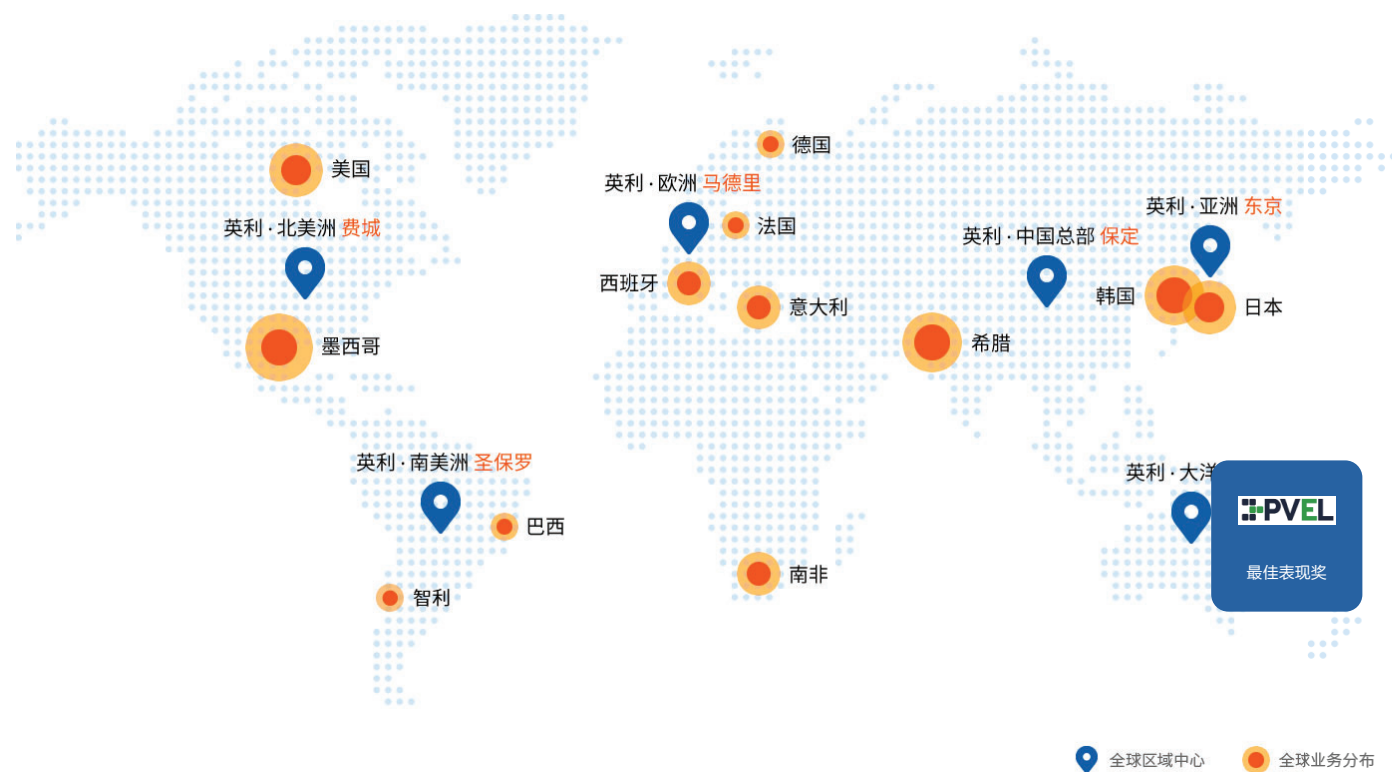 德国
美国
英利·欧洲 马德里
英利·亚洲 东京
英利·北美洲 费城
法国
英利·中国总部 保定
西班牙
意大利
韩国
日本
墨西哥
希腊
英利·南美洲 圣保罗
英利·大洋
PVEL
巴西
最佳表现奖
南非
智利
全球区域中心
全球业务分布